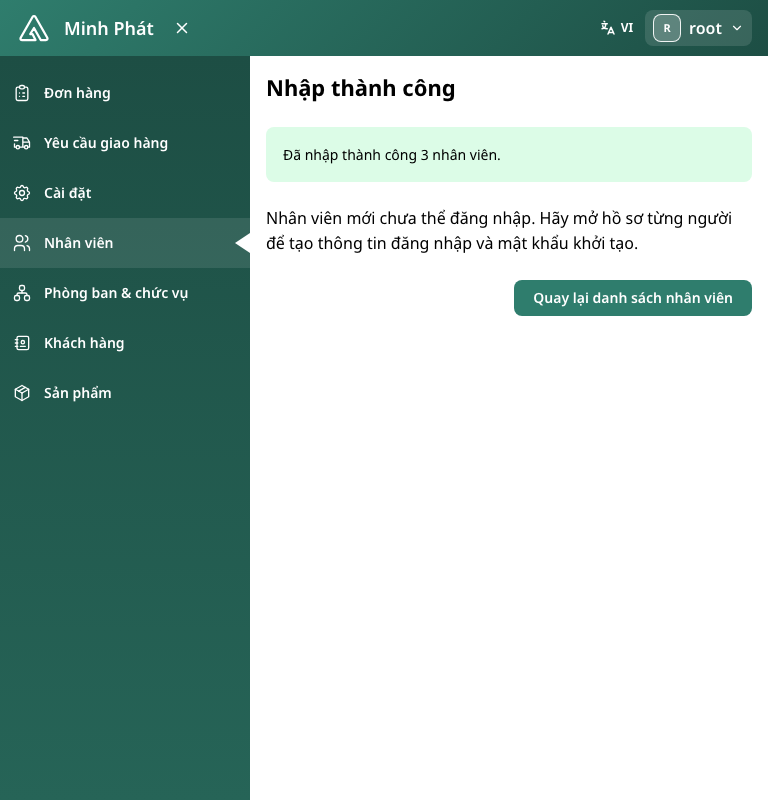 Minh Phát
VI
R
root
Đơn hàng
Yêu cầu giao hàng
Cài đặt
Nhân viên
Phòng ban & chức vụ
Khách hàng
Sản phẩm
Nhập thành công
Đã nhập thành công 3 nhân viên.
Nhân viên mới chưa thể đăng nhập. Hãy mở hồ sơ từng người
để tạo thông tin đăng nhập và mật khẩu khởi tạo.
Quay lại danh sách nhân viên